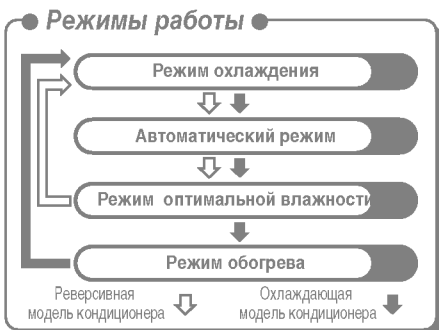 Режимы работы
Режим охлаждения
Автоматический режим
Режим оптимальной влажности
Режим обогрева
Реверсивная
модель кондиционера
Охлаждающая
модель кондиционера